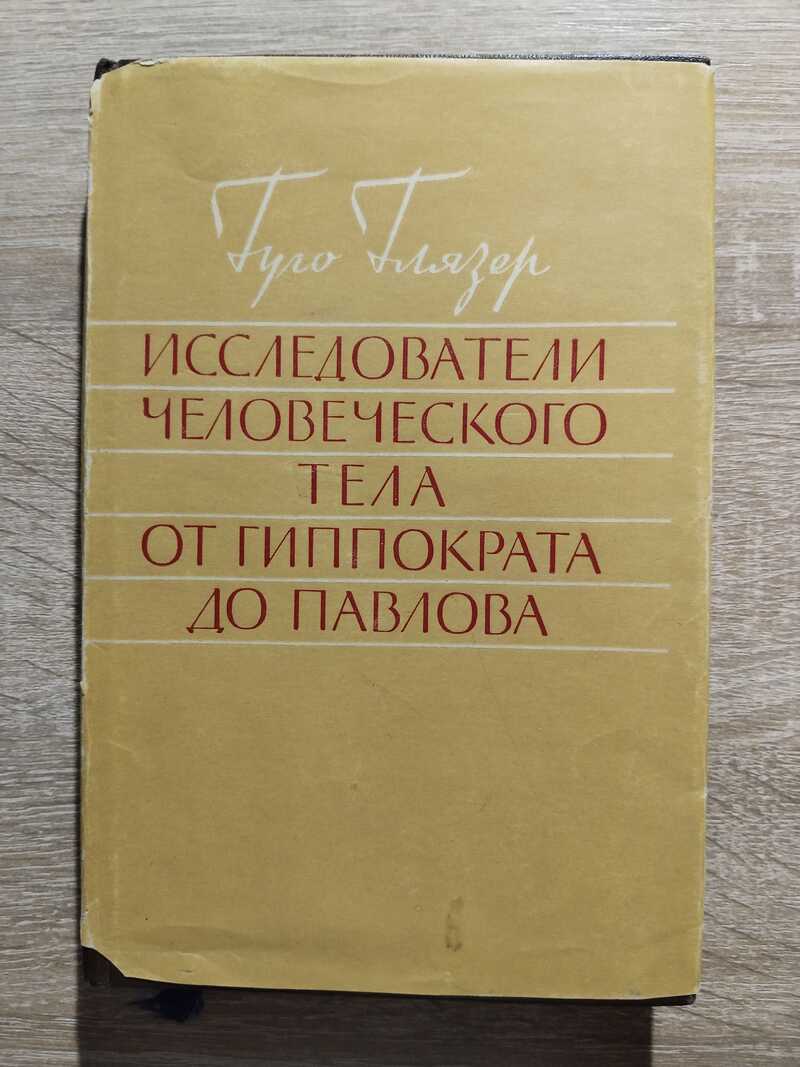 Гуго Глязер
ИССЛЕДОВАТЕЛИ
ЧЕЛОВЕЧЕСКОГО
ТЕЛА
ОТ ГИППОКРАТА
ДО ПАВЛОВА